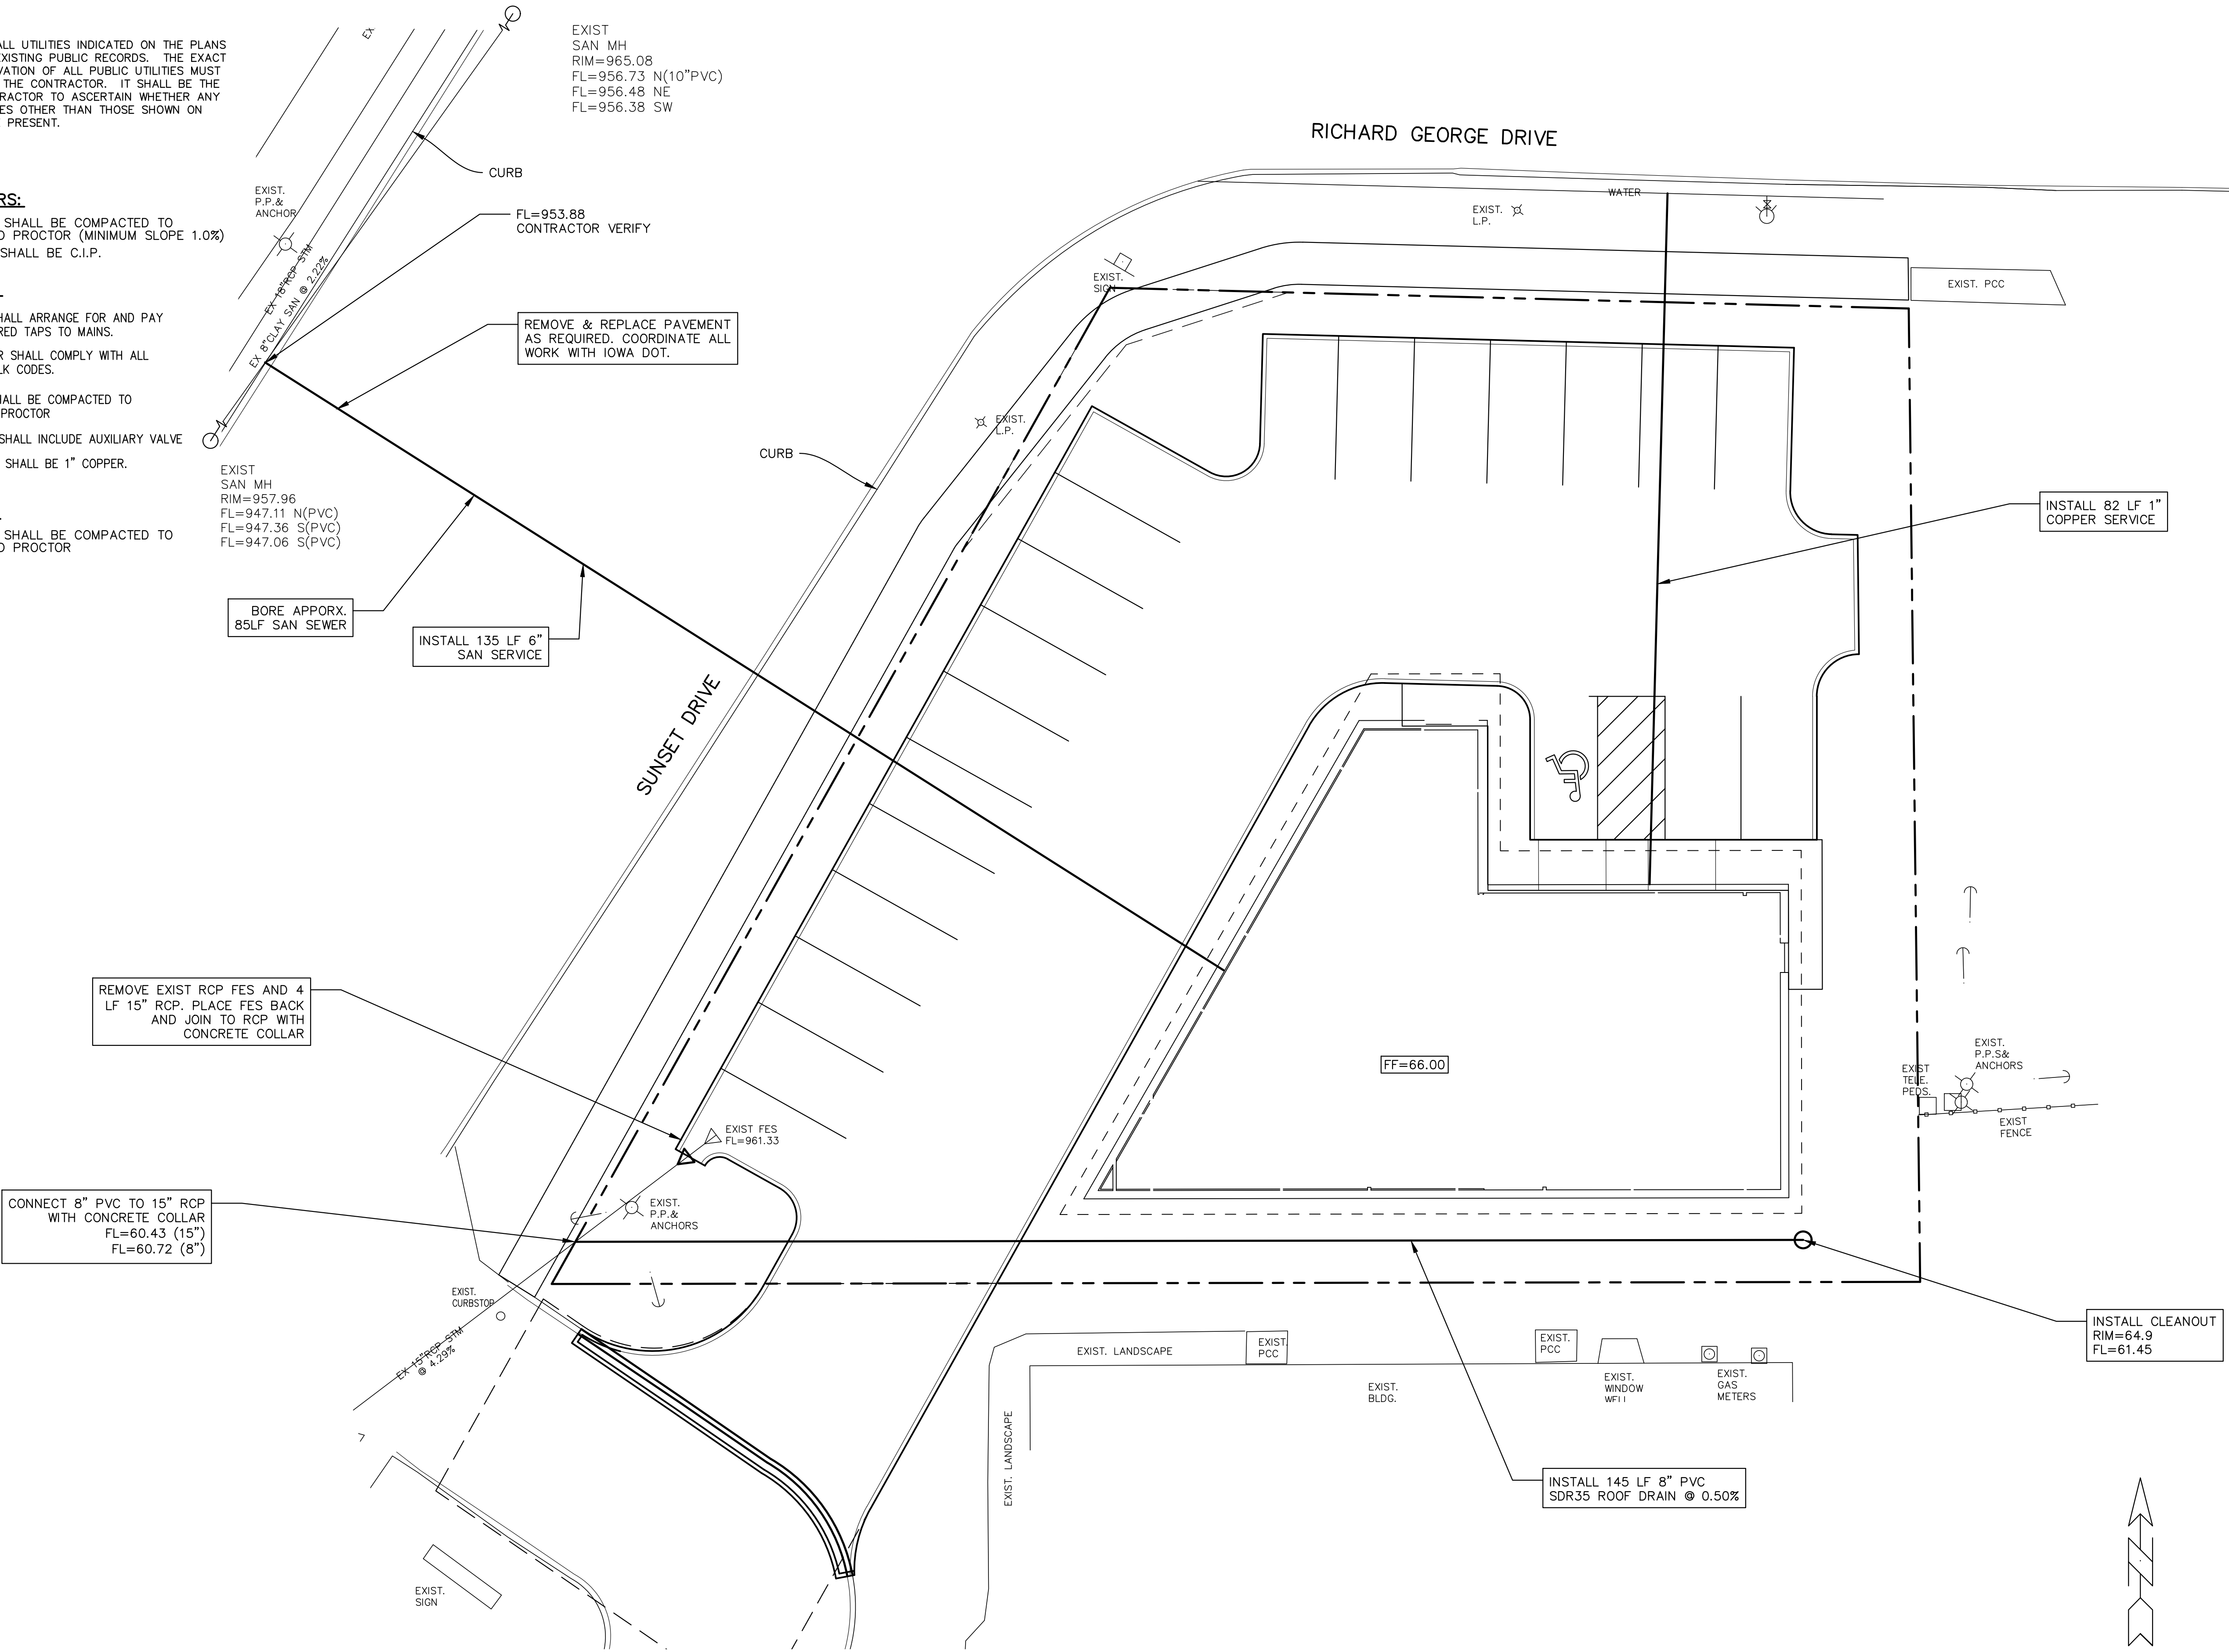 ALL UTILITIES INDICATED ON THE PLANS
EXISTING PUBLIC RECORDS. THE EXACT
VATION OF ALL PUBLIC UTILITIES MUST
THE CONTRACTOR. IT SHALL BE THE
RACTOR TO ASCERTAIN WHETHER ANY
ES OTHER THAN THOSE SHOWN ON
PRESENT.
RS:
SHALL BE COMPACTED TO
D PROCTOR (MINIMUM SLOPE 1.0%)
SHALL BE C.I.P.
HALL ARRANGE FOR AND PAY
RED TAPS TO MAINS.
R SHALL COMPLY WITH ALL
LK CODES.
HALL BE COMPACTED TO
PROCTOR
SHALL INCLUDE AUXILIARY VALVE
SHALL BE 1" COPPER.
SHALL BE COMPACTED TO
D PROCTOR
EX
EXIST
SAN MH
RIM=965.08
FL=956.73 N(10"PVC)
FL=956.48 NE
FL=956.38 SW
CURB
EXIST.
P.P.&
ANCHOR
FL=953.88
CONTRACTOR VERIFY
EX 18"RCP STM
EX 8"CLAY SAN @ 2.22%
REMOVE & REPLACE PAVEMENT
AS REQUIRED. COORDINATE ALL
WORK WITH IOWA DOT.
EXIST
SAN MH
RIM=957.96
FL=947.11 N(PVC)
FL=947.36 S(PVC)
FL=947.06 S(PVC)
BORE APPORX.
85LF SAN SEWER
INSTALL 135 LF 6"
SAN SERVICE
RICHARD GEORGE DRIVE
WATER
EXIST.
L.P.
EXIST.
SIGN
EXIST. PCC
EXIST.
L.P.
CURB
INSTALL 82 LF 1"
COPPER SERVICE
SUNSET DRIVE
REMOVE EXIST RCP FES AND 4
LF 15" RCP. PLACE FES BACK
AND JOIN TO RCP WITH
CONCRETE COLLAR
FF=66.00
EXIST.
P.P.S&
ANCHORS
EXIST
TELE.
PEDS.
EXIST
FENCE
EXIST FES
FL=961.33
CONNECT 8" PVC TO 15" RCP
WITH CONCRETE COLLAR
FL=60.43 (15")
FL=60.72 (8")
EXIST.
P.P.&
ANCHORS
EXIST.
CURBSTOP
EX 15"RCP STM
@ 4.29%
INSTALL CLEANOUT
RIM=64.9
FL=61.45
EXIST. LANDSCAPE
EXIST.
PCC
EXIST.
PCC
EXIST.
BLDG.
EXIST.
WINDOW
WELL
EXIST.
GAS
METERS
EXIST. LANDSCAPE
INSTALL 145 LF 8" PVC
SDR35 ROOF DRAIN @ 0.50%
EXIST.
SIGN
N